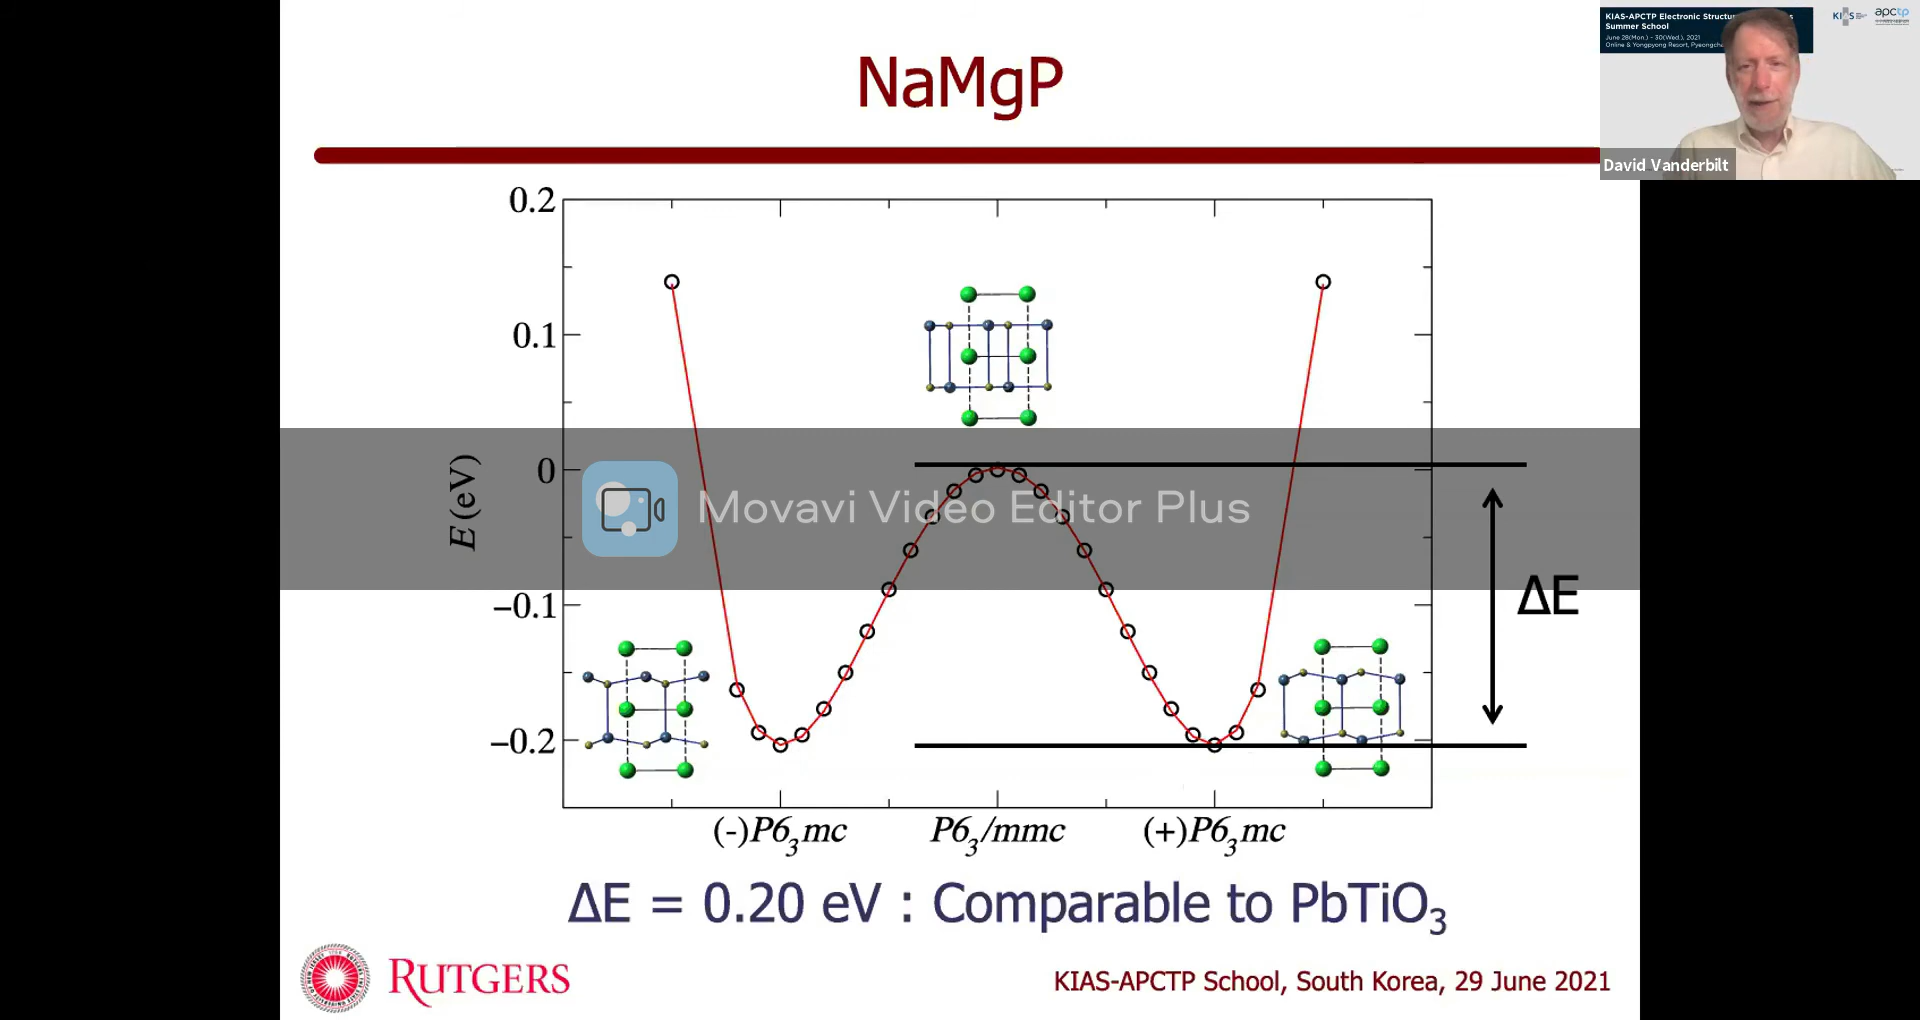 KIAS-APCTP Electronic
Summer School
June 28(Mon.) - 30(Wed.), 2021
Online & Yongpyong Resort,
KIAS
apctp
David Vanderbilt
NaMgP
0.2
0.1
0
−0.1
−0.2
E (eV)
Movavi Video Editor Plus
ΔE
(-)P6₃mc
P6₃/mmc
(+)P6₃mc
ΔE = 0.20 eV : Comparable to PbTiO₃
RUTGERS
KIAS-APCTP School, South Korea, 29 June 2021